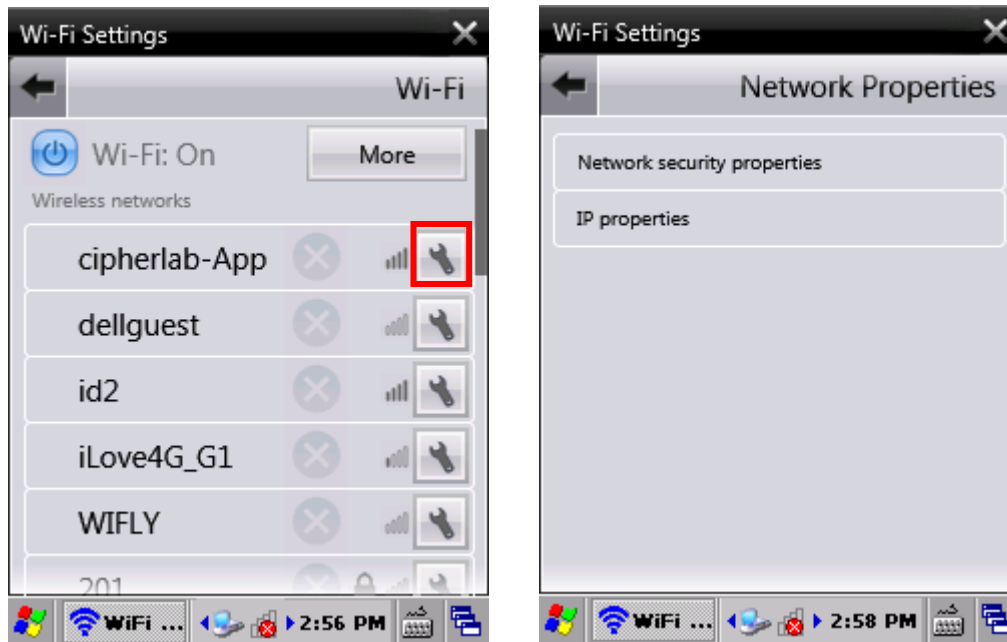 Wi-Fi Settings
Wi-Fi
Wi-Fi: On
More
Wireless networks
cipherlab-App
dellguest
id2
iLove4G_G1
WIFLY
201
WiFi ...
2:56 PM
Wi-Fi Settings
Network Properties
Network security properties
IP properties
WiFi ...
2:58 PM